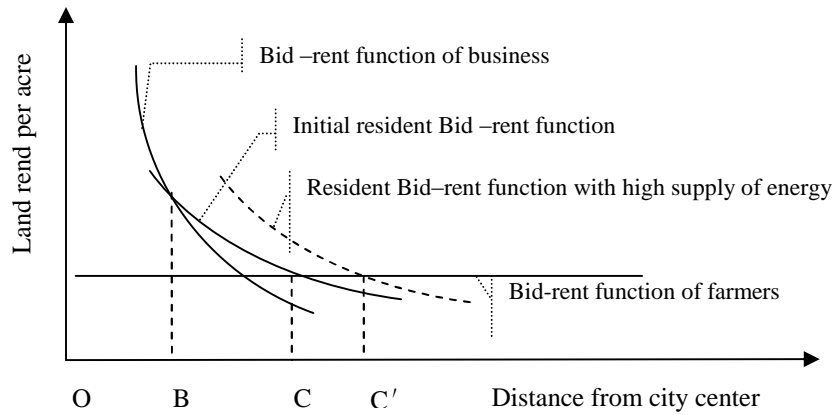 Land rend per acre
Bid –rent function of business
Initial resident Bid –rent function
Resident Bid–rent function with high supply of energy
Bid-rent function of farmers
O B C C′ Distance from city center